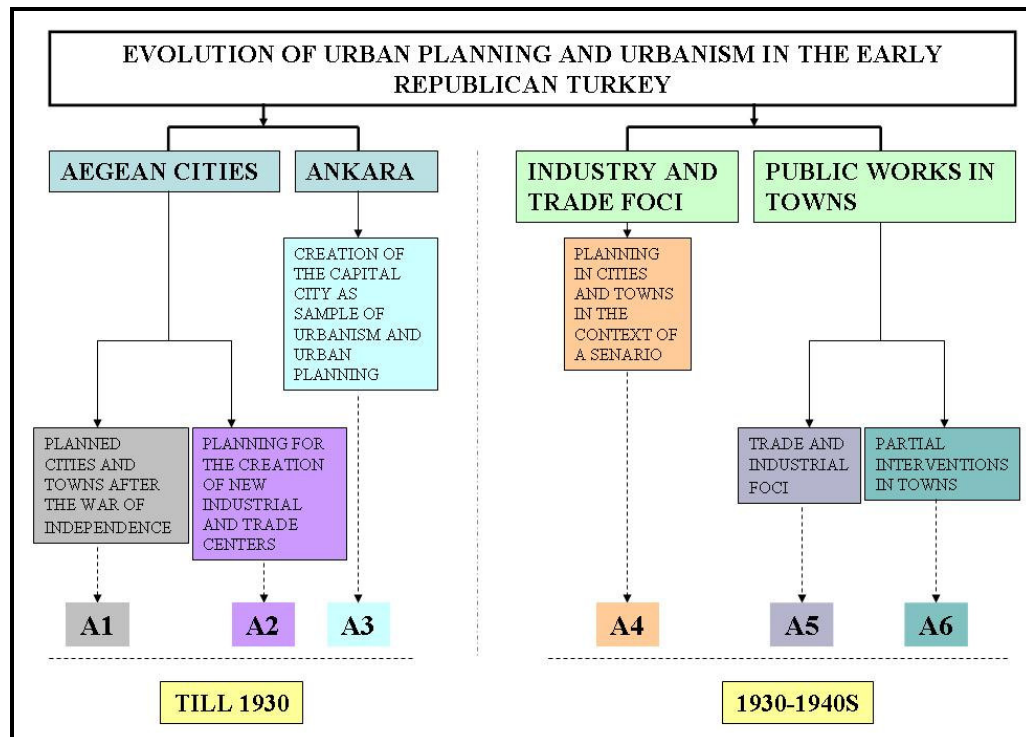 EVOLUTION OF URBAN PLANNING AND URBANISM IN THE EARLY
REPUBLICAN TURKEY
AEGEAN CITIES
ANKARA
INDUSTRY AND
TRADE FOCI
PUBLIC WORKS IN
TOWNS
CREATION OF
THE CAPITAL
CITY AS
SAMPLE OF
URBANISM AND
URBAN
PLANNING
PLANNING
IN CITIES
AND TOWNS
IN THE
CONTEXT OF
A SENARIO
PLANNED
CITIES AND
TOWNS AFTER
THE WAR OF
INDEPENDENCE
PLANNING FOR
THE CREATION
OF NEW
INDUSTRIAL
AND TRADE
CENTERS
TRADE AND
INDUSTRIAL
FOCI
PARTIAL
INTERVENTIONS
IN TOWNS
A1
A2
A3
A4
A5
A6
TILL 1930
1930-1940S